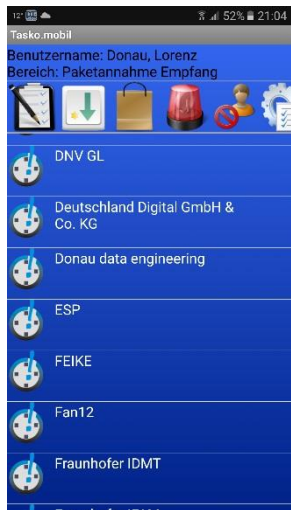 12° 52% 21:04
Tasko.mobil
Benutzername: Donau, Lorenz
Bereich: Paketannahme Empfang
DNV GL
Deutschland Digital GmbH &
Co. KG
Donau data engineering
ESP
FEIKE
Fan12
Fraunhofer IDMT